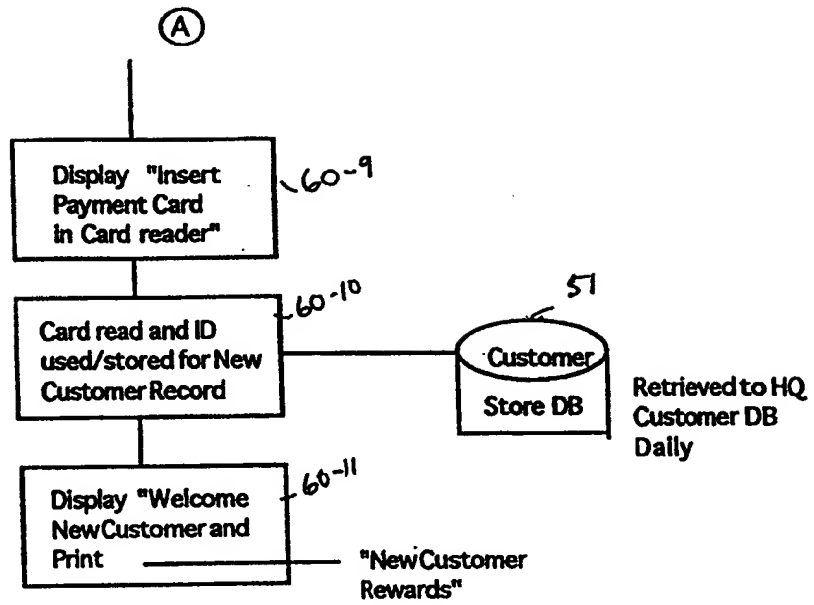 A
Display "Insert
Payment Card
in Card reader"
60-9
60-10
Card read and ID
used/stored for New
Customer Record
51
Customer
Store DB
Retrieved to HQ
Customer DB
Daily
60-11
Display "Welcome
New Customer and
Print
"New Customer
Rewards"